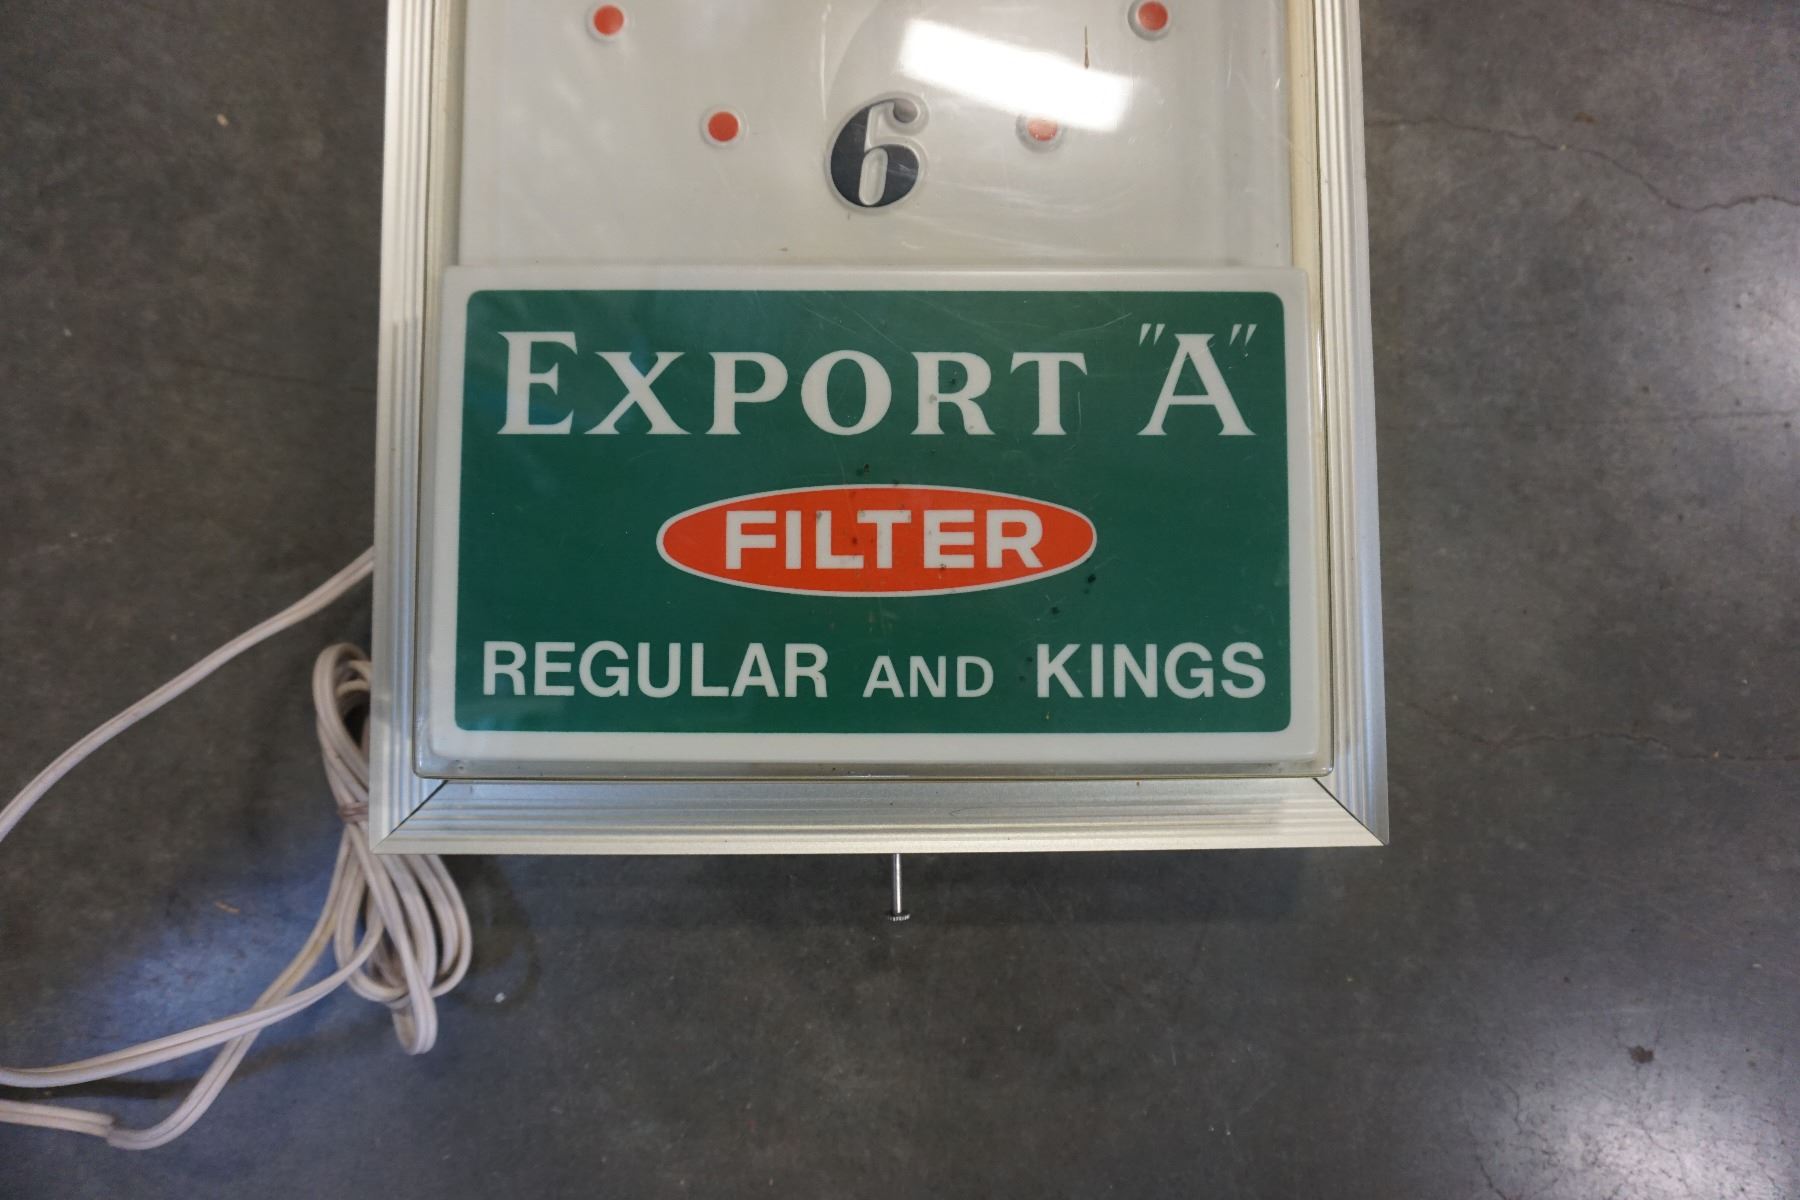 6
EXPORT "A"
FILTER
REGULAR AND KINGS